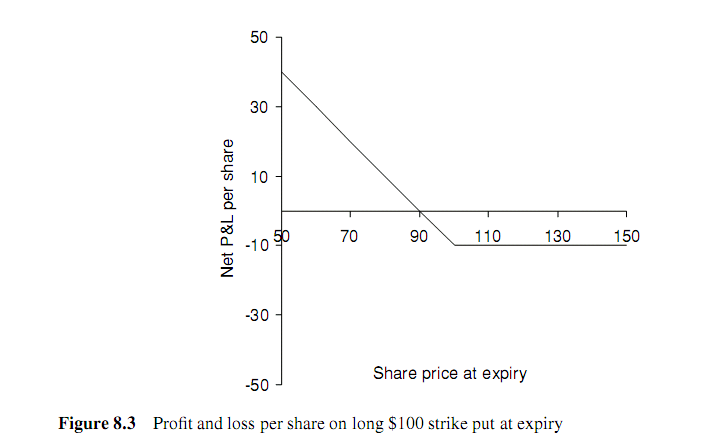 50
30
10
-10
-30
-50
Net P&L per share
50 70 90 110 130 150
Share price at expiry
Figure 8.3 Profit and loss per share on long $100 strike put at expiry